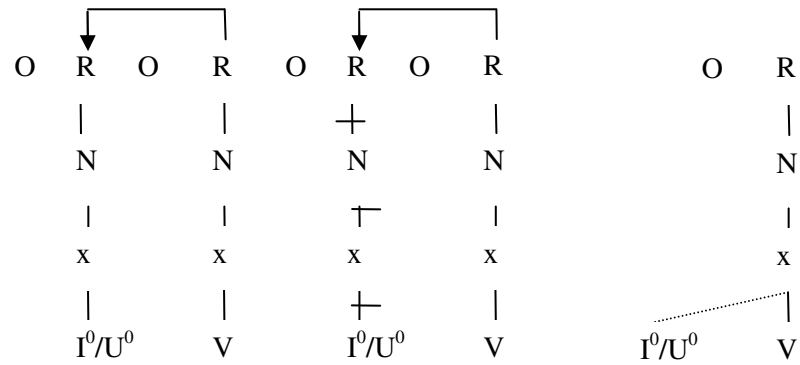 O R O R O R O R O R
N N N N N
x x x x x
I⁰/U⁰ V I⁰/U⁰ V I⁰/U⁰ V